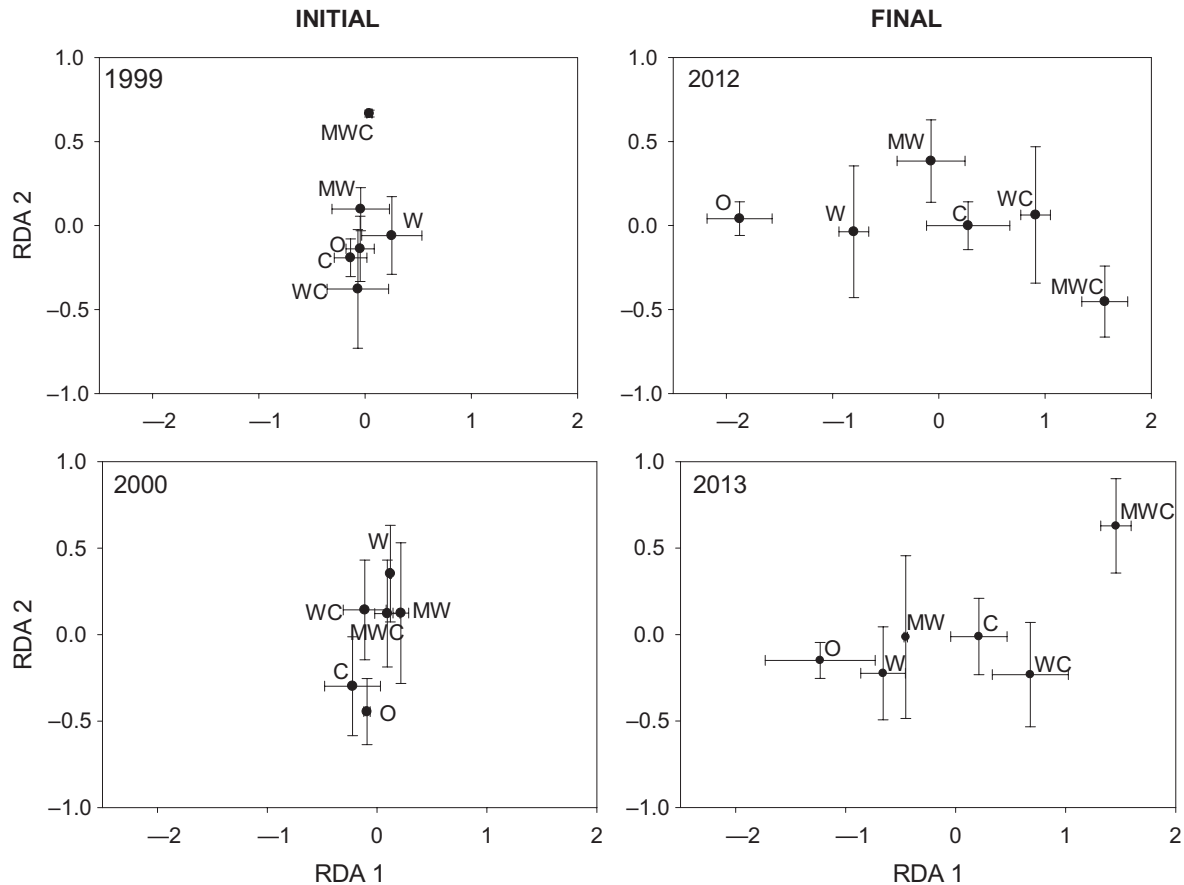 INITIAL FINAL
1999
1.0
0.5
0.0
–0.5
–1.0
RDA 2
MWC
MW
W
O
C
WC
—2 —1 0 1 2
2012
1.0
0.5
0.0
–0.5
–1.0
O
W
MW
C
WC
MWC
—2 —1 0 1 2
2000
1.0
0.5
0.0
–0.5
–1.0
RDA 2
W
WC
MW
MWC
C
O
—2 —1 0 1 2
RDA 1
2013
1.0
0.5
0.0
–0.5
–1.0
MWC
MW
C
O
W
WC
—2 —1 0 1 2
RDA 1